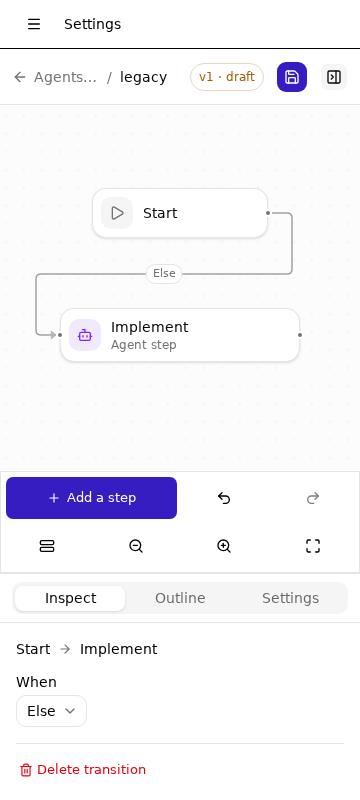 Settings
Agents... / legacy
v1 · draft
Start
Else
Implement
Agent step
Add a step
Inspect
Outline
Settings
Start → Implement
When
Else
Delete transition